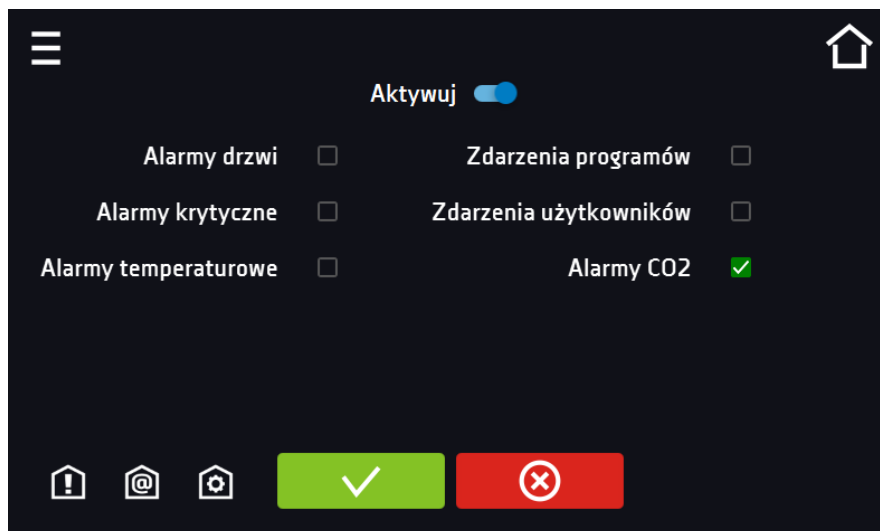 Aktywuj
Alarmy drzwi
Zdarzenia programów
Alarmy krytyczne
Zdarzenia użytkowników
Alarmy temperaturowe
Alarmy CO2